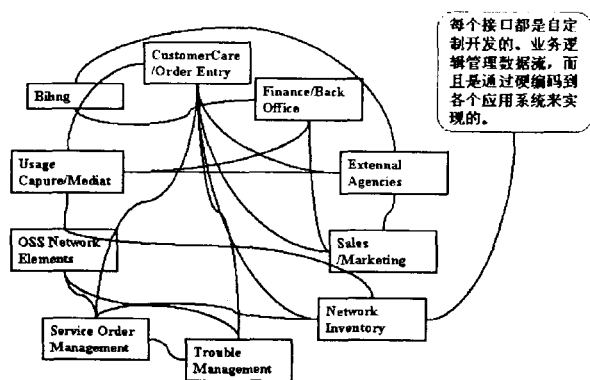 每个接口都是自定
制开发的。业务逻
辑管理数据流，而
且是通过硬编码到
各个应用系统来实
现的。
CustomerCare
/Order Entry
Bihng
Finance/Back
Office
Usage
Capure/Mediat
Extennal
Agencies
OSS Network
Elements
Sales
/Marketing
Network
Inventory
Service Order
Management
Trouble
Management